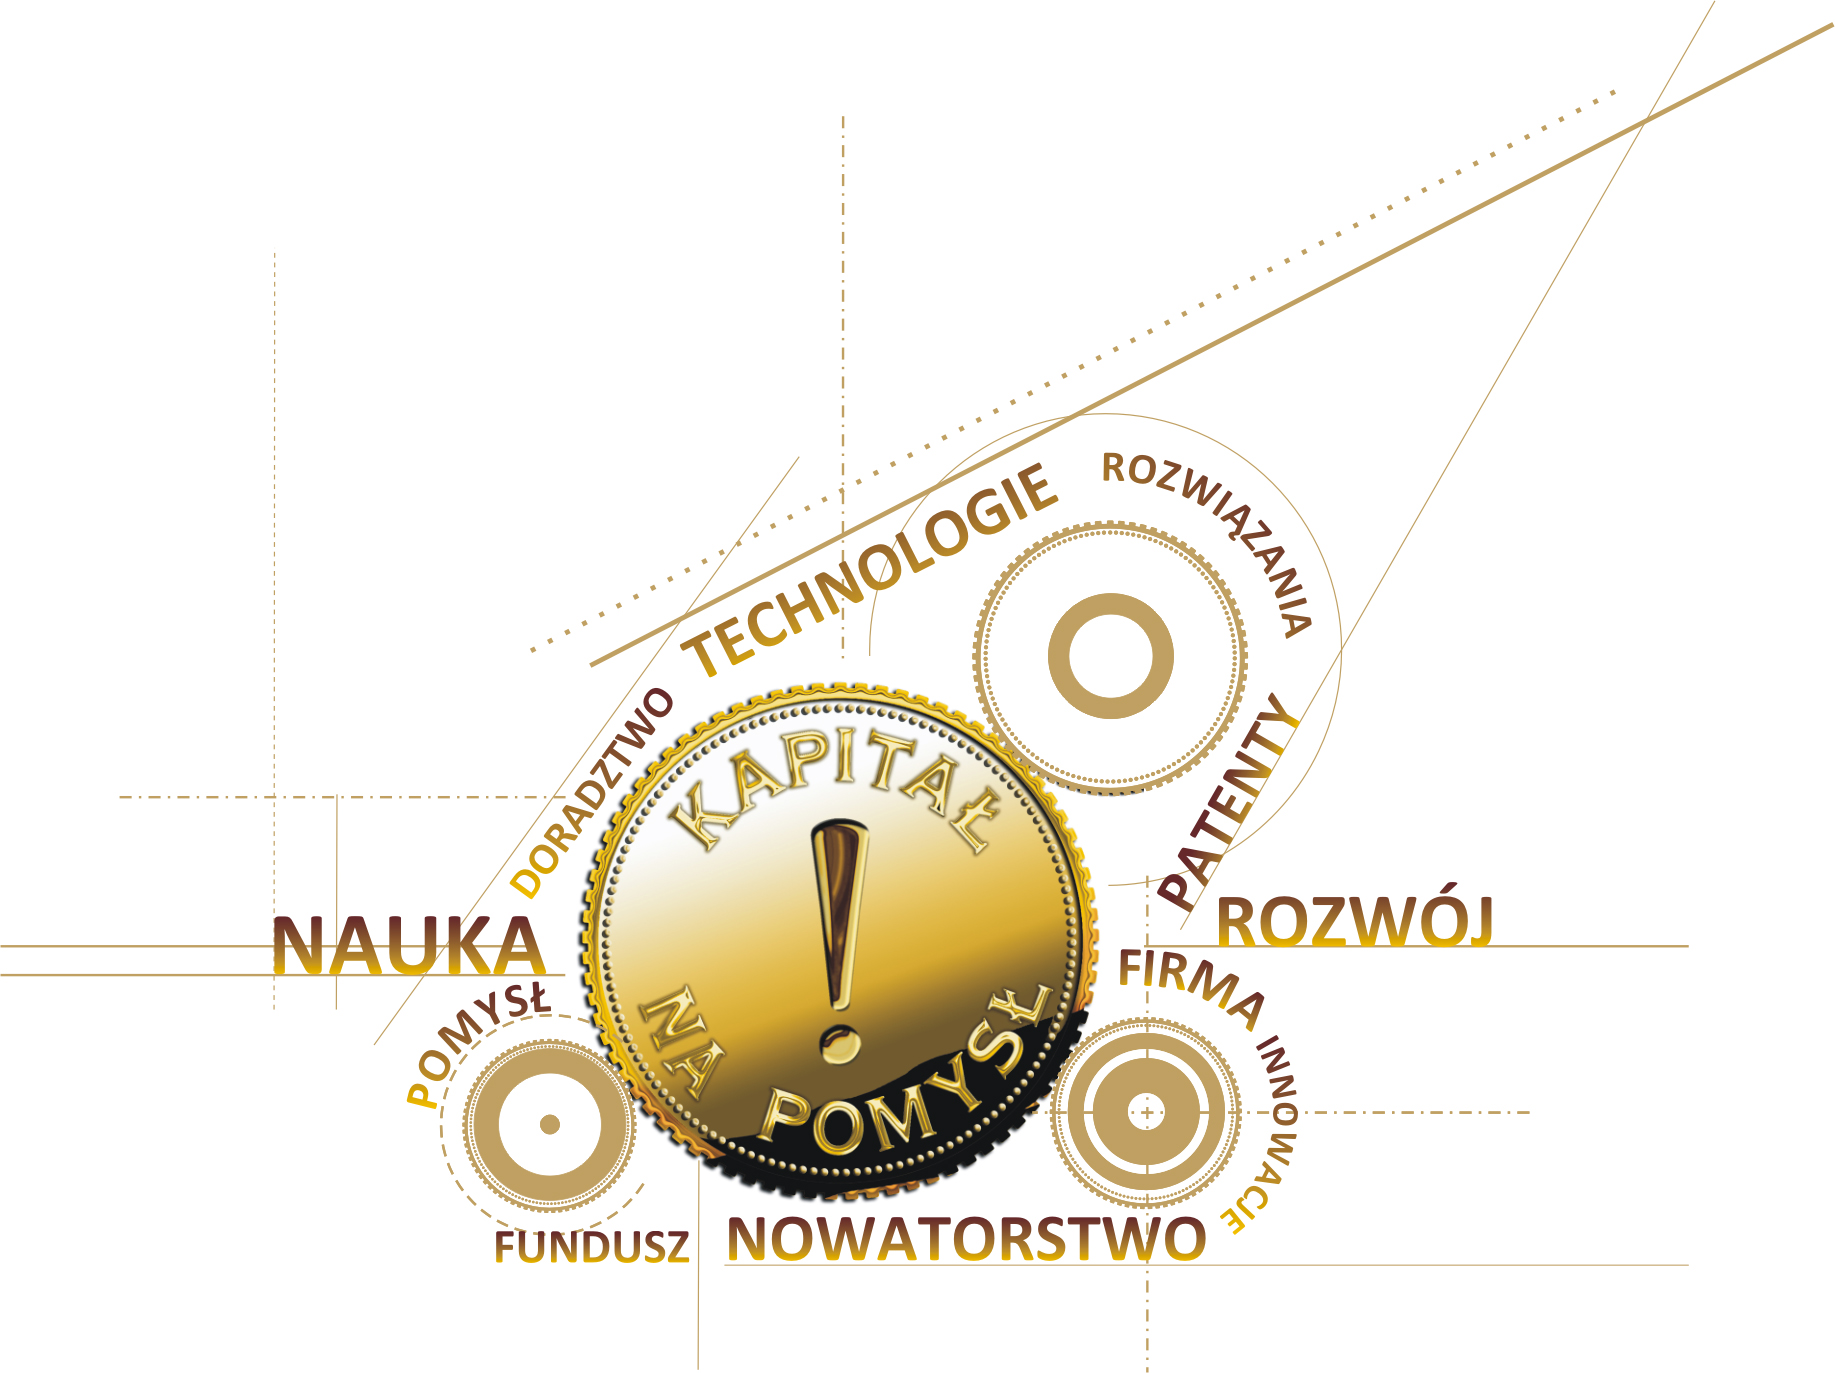 TECHNOLOGIE
ROZWIĄZANIA
DORADZTWO
PATENTY
KAPITAŁ
!
NA POMYSŁ
NAUKA
ROZWÓJ
POMYSŁ
FIRMA
INNOWACJE
FUNDUSZ
NOWATORSTWO